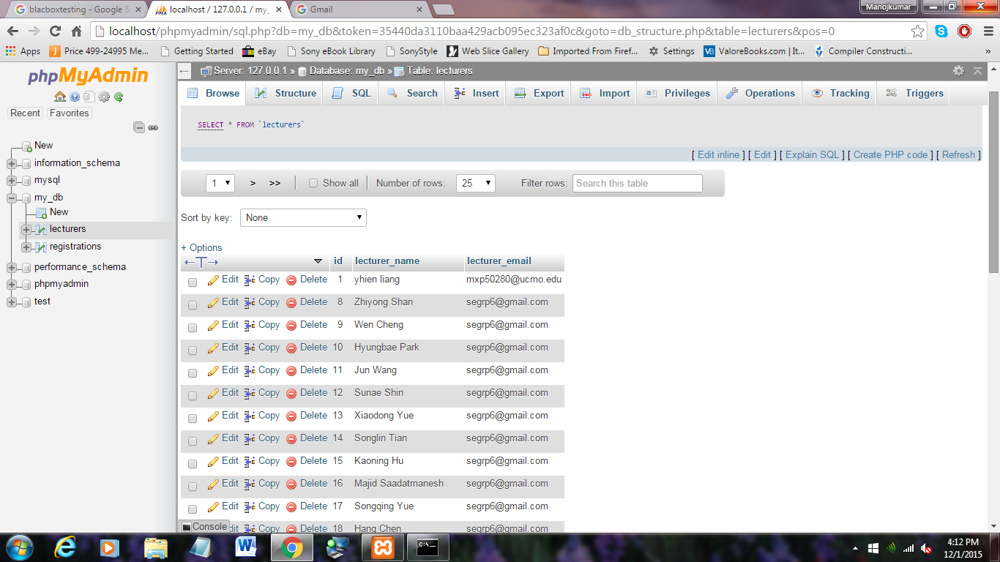 blacboxtesting - Google S
localhost / 127.0.0.1 / my_
Gmail
Manojkumar
localhost/phpmyadmin/sql.php?db=my_db&token=35440da3110baa429acb095ec323af0c&goto=db_structure.php&table=lecturers&pos=0
Apps Price 499-24995 Me... Getting Started eBay Sony eBook Library SonyStyle Web Slice Gallery Imported From Firef... Settings ValoreBooks.com | It... Compiler Constructi... »
phpMyAdmin
Recent Favorites
New
information_schema
mysql
my_db
New
lecturers
registrations
performance_schema
phpmyadmin
test
Server: 127.0.0.1 » Database: my_db » Table: lecturers
Browse Structure SQL Search Insert Export Import Privileges Operations Tracking Triggers
SELECT * FROM `lecturers`
[ Edit inline ] [ Edit ] [ Explain SQL ] [ Create PHP code ] [ Refresh ]
1 > >> Show all Number of rows: 25 Filter rows: Search this table
Sort by key: None
+ Options
←T→ id lecturer_name lecturer_email
Edit Copy Delete 1 yhien liang mxp50280@ucmo.edu
Edit Copy Delete 8 Zhiyong Shan segrp6@gmail.com
Edit Copy Delete 9 Wen Cheng segrp6@gmail.com
Edit Copy Delete 10 Hyungbae Park segrp6@gmail.com
Edit Copy Delete 11 Jun Wang segrp6@gmail.com
Edit Copy Delete 12 Sunae Shin segrp6@gmail.com
Edit Copy Delete 13 Xiaodong Yue segrp6@gmail.com
Edit Copy Delete 14 Songlin Tian segrp6@gmail.com
Edit Copy Delete 15 Kaoning Hu segrp6@gmail.com
Edit Copy Delete 16 Majid Saadatmanesh segrp6@gmail.com
Edit Copy Delete 17 Songqing Yue segrp6@gmail.com
Edit Copy Delete 18 Hang Chen segrp6@gmail.com
Console
4:12 PM
12/1/2015